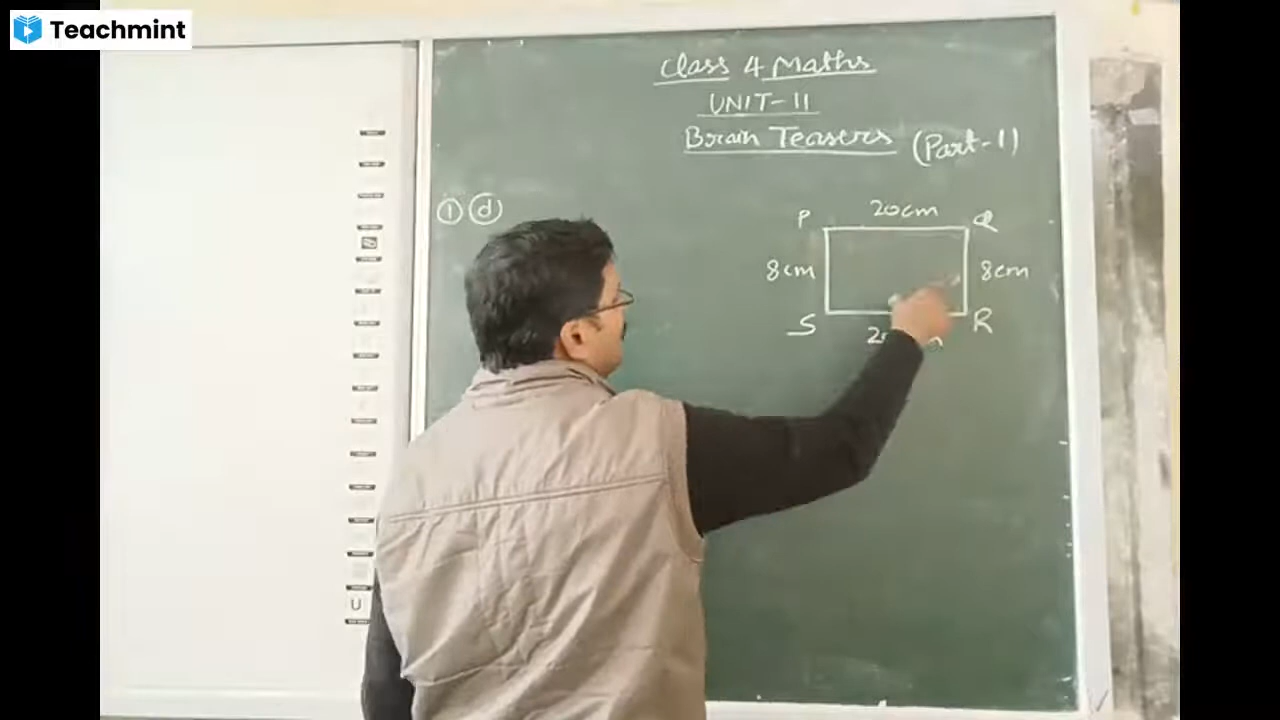 Teachmint
Class 4 Maths
UNIT-11
Brain Teasers (Part-1)
① ⓓ
P 20cm Q
8cm 8cm
S R
U